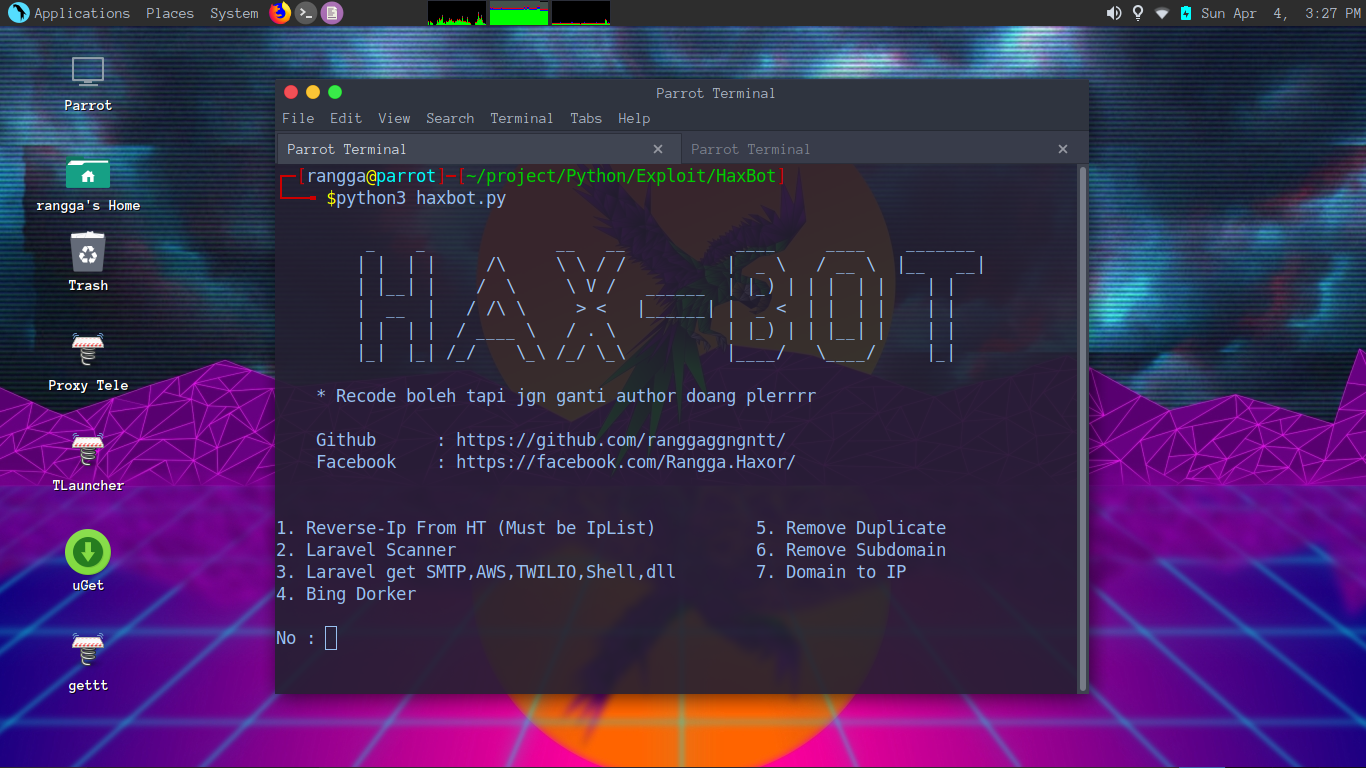 Applications Places System Sun Apr 4, 3:27 PM
Parrot
rangga's Home
Trash
Proxy Tele
TLauncher
uGet
gettt
Parrot Terminal
File Edit View Search Terminal Tabs Help
Parrot Terminal Parrot Terminal
[rangga@parrot]─[~/project/Python/Exploit/HaxBot]
$python3 haxbot.py
HAX-BOT
* Recode boleh tapi jgn ganti author doang plerrrr
Github : https://github.com/ranggaggngntt/
Facebook : https://facebook.com/Rangga.Haxor/
1. Reverse-Ip From HT (Must be IpList) 5. Remove Duplicate
2. Laravel Scanner 6. Remove Subdomain
3. Laravel get SMTP,AWS,TWILIO,Shell,dll 7. Domain to IP
4. Bing Dorker
No :